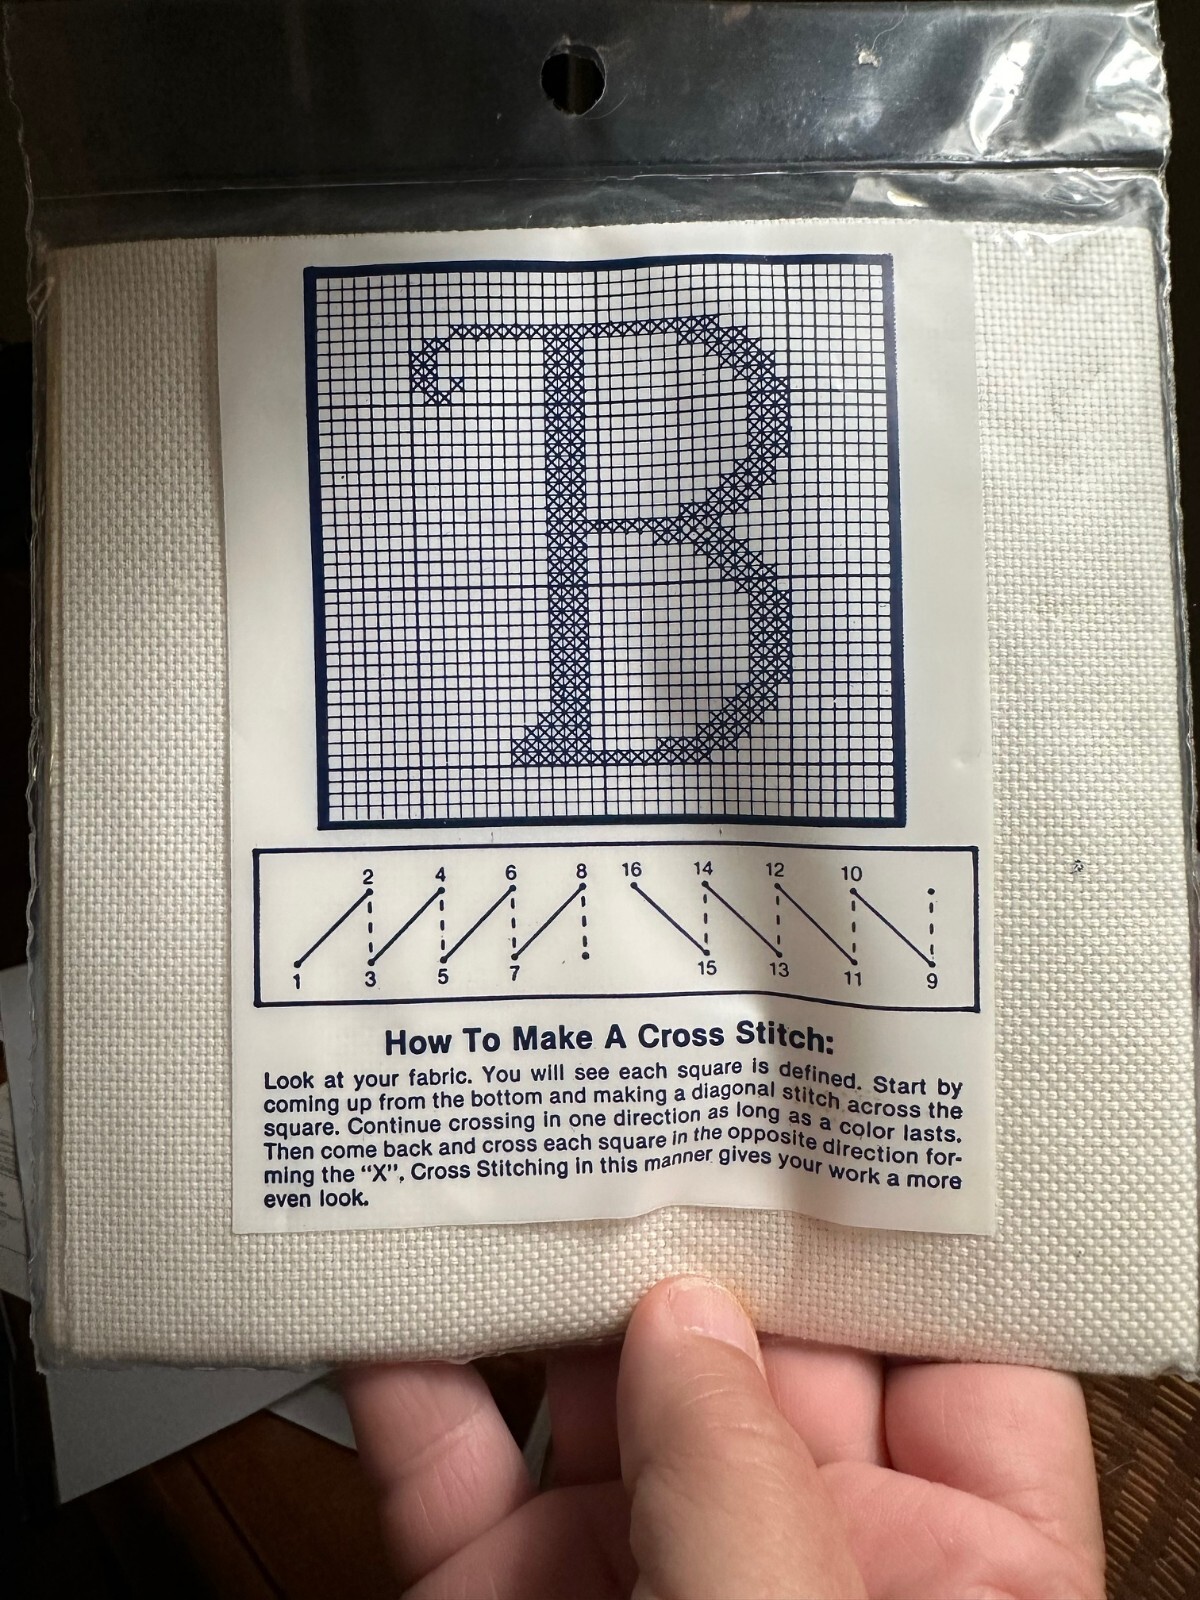 B
2 4 6 8 16 14 12 10
1 3 5 7 15 13 11 9
How To Make A Cross Stitch:
Look at your fabric. You will see each square is defined. Start by
coming up from the bottom and making a diagonal stitch across the
square. Continue crossing in one direction as long as a color lasts.
Then come back and cross each square in the opposite direction for-
ming the “X”. Cross Stitching in this manner gives your work a more
even look.